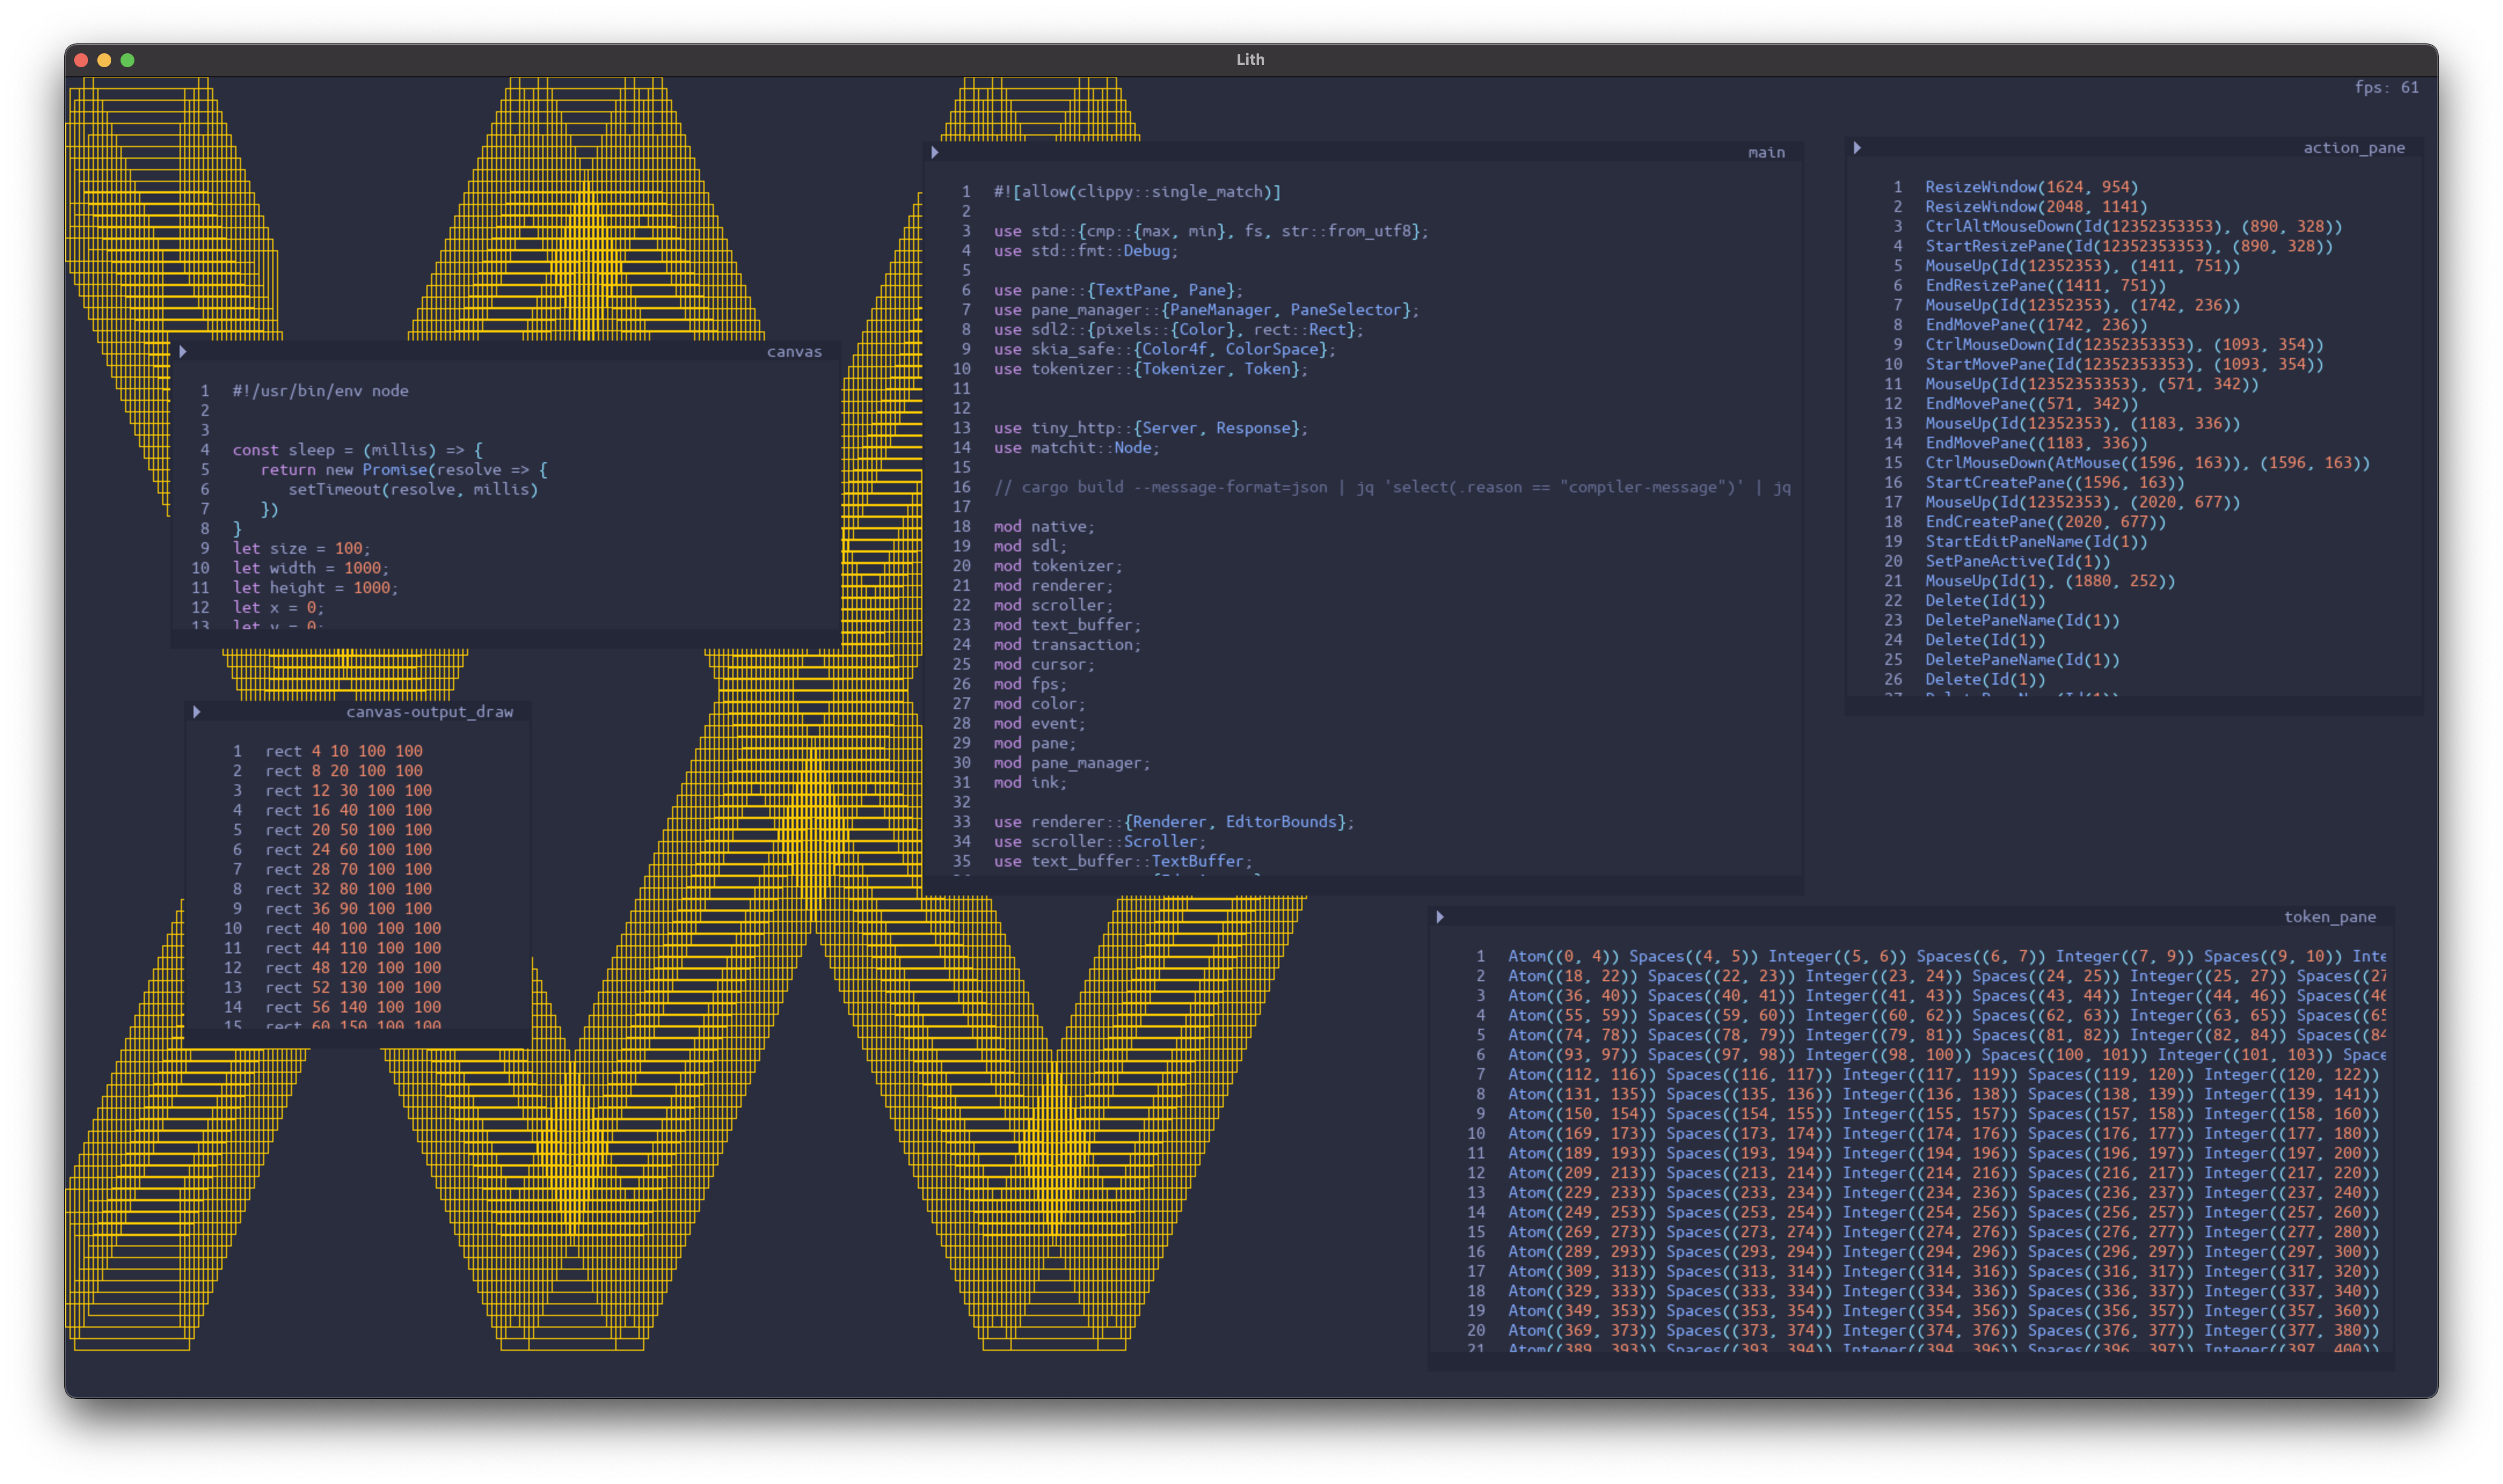 Lith
fps: 61
canvas
1 #!/usr/bin/env node
2
3
4 const sleep = (millis) => {
5 return new Promise(resolve => {
6 setTimeout(resolve, millis)
7 })
8 }
9 let size = 100;
10 let width = 1000;
11 let height = 1000;
12 let x = 0;
13 let y = 0;
canvas-output_draw
1 rect 4 10 100 100
2 rect 8 20 100 100
3 rect 12 30 100 100
4 rect 16 40 100 100
5 rect 20 50 100 100
6 rect 24 60 100 100
7 rect 28 70 100 100
8 rect 32 80 100 100
9 rect 36 90 100 100
10 rect 40 100 100 100
11 rect 44 110 100 100
12 rect 48 120 100 100
13 rect 52 130 100 100
14 rect 56 140 100 100
15 rect 60 150 100 100
main
1 #![allow(clippy::single_match)]
2
3 use std::{cmp::{max, min}, fs, str::from_utf8};
4 use std::fmt::Debug;
5
6 use pane::{TextPane, Pane};
7 use pane_manager::{PaneManager, PaneSelector};
8 use sdl2::{pixels::{Color}, rect::Rect};
9 use skia_safe::{Color4f, ColorSpace};
10 use tokenizer::{Tokenizer, Token};
11
12
13 use tiny_http::{Server, Response};
14 use matchit::Node;
15
16 // cargo build --message-format=json | jq 'select(.reason == "compiler-message")' | jq
17
18 mod native;
19 mod sdl;
20 mod tokenizer;
21 mod renderer;
22 mod scroller;
23 mod text_buffer;
24 mod transaction;
25 mod cursor;
26 mod fps;
27 mod color;
28 mod event;
29 mod pane;
30 mod pane_manager;
31 mod ink;
32
33 use renderer::{Renderer, EditorBounds};
34 use scroller::Scroller;
35 use text_buffer::TextBuffer;
action_pane
1 ResizeWindow(1624, 954)
2 ResizeWindow(2048, 1141)
3 CtrlAltMouseDown(Id(12352353353), (890, 328))
4 StartResizePane(Id(12352353353), (890, 328))
5 MouseUp(Id(12352353), (1411, 751))
6 EndResizePane((1411, 751))
7 MouseUp(Id(12352353), (1742, 236))
8 EndMovePane((1742, 236))
9 CtrlMouseDown(Id(12352353353), (1093, 354))
10 StartMovePane(Id(12352353353), (1093, 354))
11 MouseUp(Id(12352353353), (571, 342))
12 EndMovePane((571, 342))
13 MouseUp(Id(12352353), (1183, 336))
14 EndMovePane((1183, 336))
15 CtrlMouseDown(AtMouse((1596, 163)), (1596, 163))
16 StartCreatePane((1596, 163))
17 MouseUp(Id(12352353), (2020, 677))
18 EndCreatePane((2020, 677))
19 StartEditPaneName(Id(1))
20 SetPaneActive(Id(1))
21 MouseUp(Id(1), (1880, 252))
22 Delete(Id(1))
23 DeletePaneName(Id(1))
24 Delete(Id(1))
25 DeletePaneName(Id(1))
26 Delete(Id(1))
27 DeletePaneName(Id(1))
token_pane
1 Atom((0, 4)) Spaces((4, 5)) Integer((5, 6)) Spaces((6, 7)) Integer((7, 9)) Spaces((9, 10)) Inte
2 Atom((18, 22)) Spaces((22, 23)) Integer((23, 24)) Spaces((24, 25)) Integer((25, 27)) Spaces((27
3 Atom((36, 40)) Spaces((40, 41)) Integer((41, 43)) Spaces((43, 44)) Integer((44, 46)) Spaces((46
4 Atom((55, 59)) Spaces((59, 60)) Integer((60, 62)) Spaces((62, 63)) Integer((63, 65)) Spaces((65
5 Atom((74, 78)) Spaces((78, 79)) Integer((79, 81)) Spaces((81, 82)) Integer((82, 84)) Spaces((84
6 Atom((93, 97)) Spaces((97, 98)) Integer((98, 100)) Spaces((100, 101)) Integer((101, 103)) Space
7 Atom((112, 116)) Spaces((116, 117)) Integer((117, 119)) Spaces((119, 120)) Integer((120, 122))
8 Atom((131, 135)) Spaces((135, 136)) Integer((136, 138)) Spaces((138, 139)) Integer((139, 141))
9 Atom((150, 154)) Spaces((154, 155)) Integer((155, 157)) Spaces((157, 158)) Integer((158, 160))
10 Atom((169, 173)) Spaces((173, 174)) Integer((174, 176)) Spaces((176, 177)) Integer((177, 180))
11 Atom((189, 193)) Spaces((193, 194)) Integer((194, 196)) Spaces((196, 197)) Integer((197, 200))
12 Atom((209, 213)) Spaces((213, 214)) Integer((214, 216)) Spaces((216, 217)) Integer((217, 220))
13 Atom((229, 233)) Spaces((233, 234)) Integer((234, 236)) Spaces((236, 237)) Integer((237, 240))
14 Atom((249, 253)) Spaces((253, 254)) Integer((254, 256)) Spaces((256, 257)) Integer((257, 260))
15 Atom((269, 273)) Spaces((273, 274)) Integer((274, 276)) Spaces((276, 277)) Integer((277, 280))
16 Atom((289, 293)) Spaces((293, 294)) Integer((294, 296)) Spaces((296, 297)) Integer((297, 300))
17 Atom((309, 313)) Spaces((313, 314)) Integer((314, 316)) Spaces((316, 317)) Integer((317, 320))
18 Atom((329, 333)) Spaces((333, 334)) Integer((334, 336)) Spaces((336, 337)) Integer((337, 340))
19 Atom((349, 353)) Spaces((353, 354)) Integer((354, 356)) Spaces((356, 357)) Integer((357, 360))
20 Atom((369, 373)) Spaces((373, 374)) Integer((374, 376)) Spaces((376, 377)) Integer((377, 380))
21 Atom((389, 393)) Spaces((393, 394)) Integer((394, 396)) Spaces((396, 397)) Integer((397, 400))